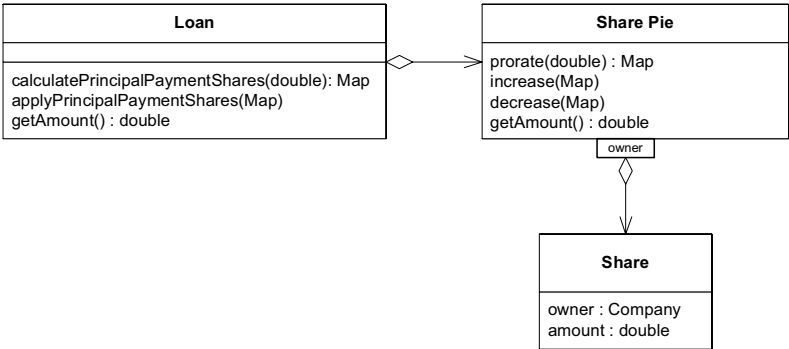 Loan
calculatePrincipalPaymentShares(double): Map
applyPrincipalPaymentShares(Map)
getAmount() : double
Share Pie
prorate(double) : Map
increase(Map)
decrease(Map)
getAmount() : double
owner
Share
owner : Company
amount : double